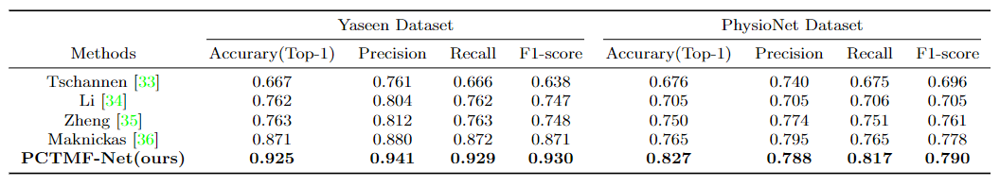 Yaseen Dataset PhysioNet Dataset
Methods Accurary(Top-1) Precision Recall F1-score Accurary(Top-1) Precision Recall F1-score
Tschannen [33] 0.667 0.761 0.666 0.638 0.676 0.740 0.675 0.696
Li [34] 0.762 0.804 0.762 0.747 0.705 0.705 0.706 0.705
Zheng [35] 0.763 0.812 0.763 0.748 0.750 0.774 0.751 0.761
Maknickas [36] 0.871 0.880 0.872 0.871 0.765 0.795 0.765 0.778
PCTMF-Net(ours) 0.925 0.941 0.929 0.930 0.827 0.788 0.817 0.790